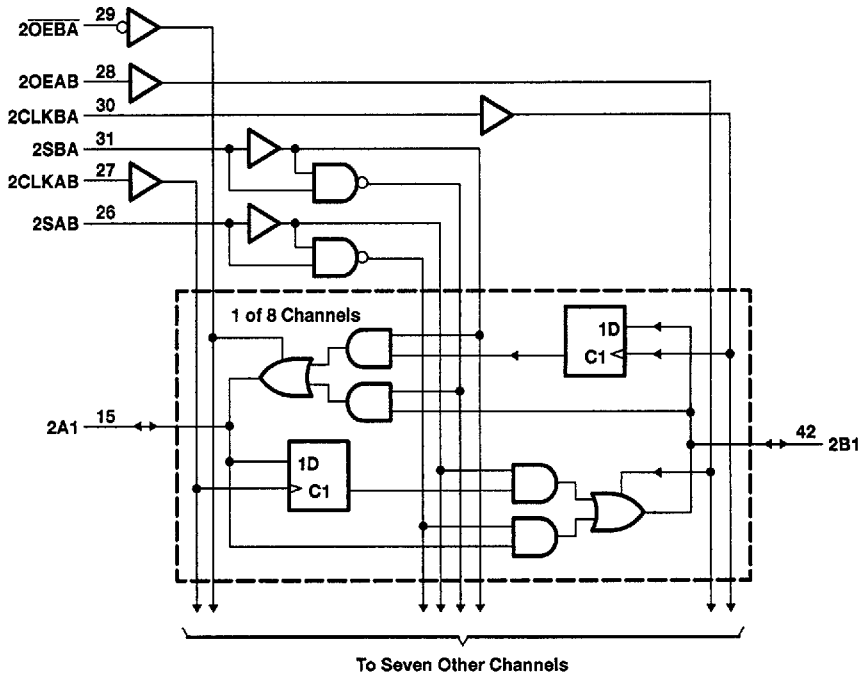 2O̅E̅B̅A̅ 29
2OEAB 28
2CLKBA 30
2SBA 31
2CLKAB 27
2SAB 26
1 of 8 Channels
1D
C1
2A1 15
42 2B1
1D
C1
To Seven Other Channels